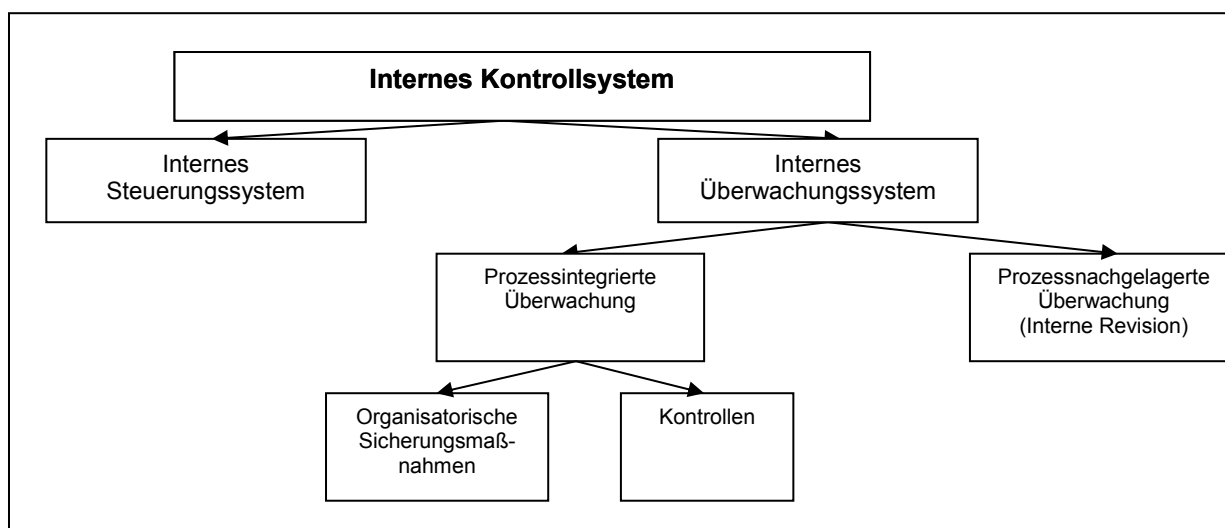 Internes Kontrollsystem
Internes
Steuerungssystem
Internes
Überwachungssystem
Prozessintegrierte
Überwachung
Prozessnachgelagerte
Überwachung
(Interne Revision)
Organisatorische
Sicherungsmaß-
nahmen
Kontrollen